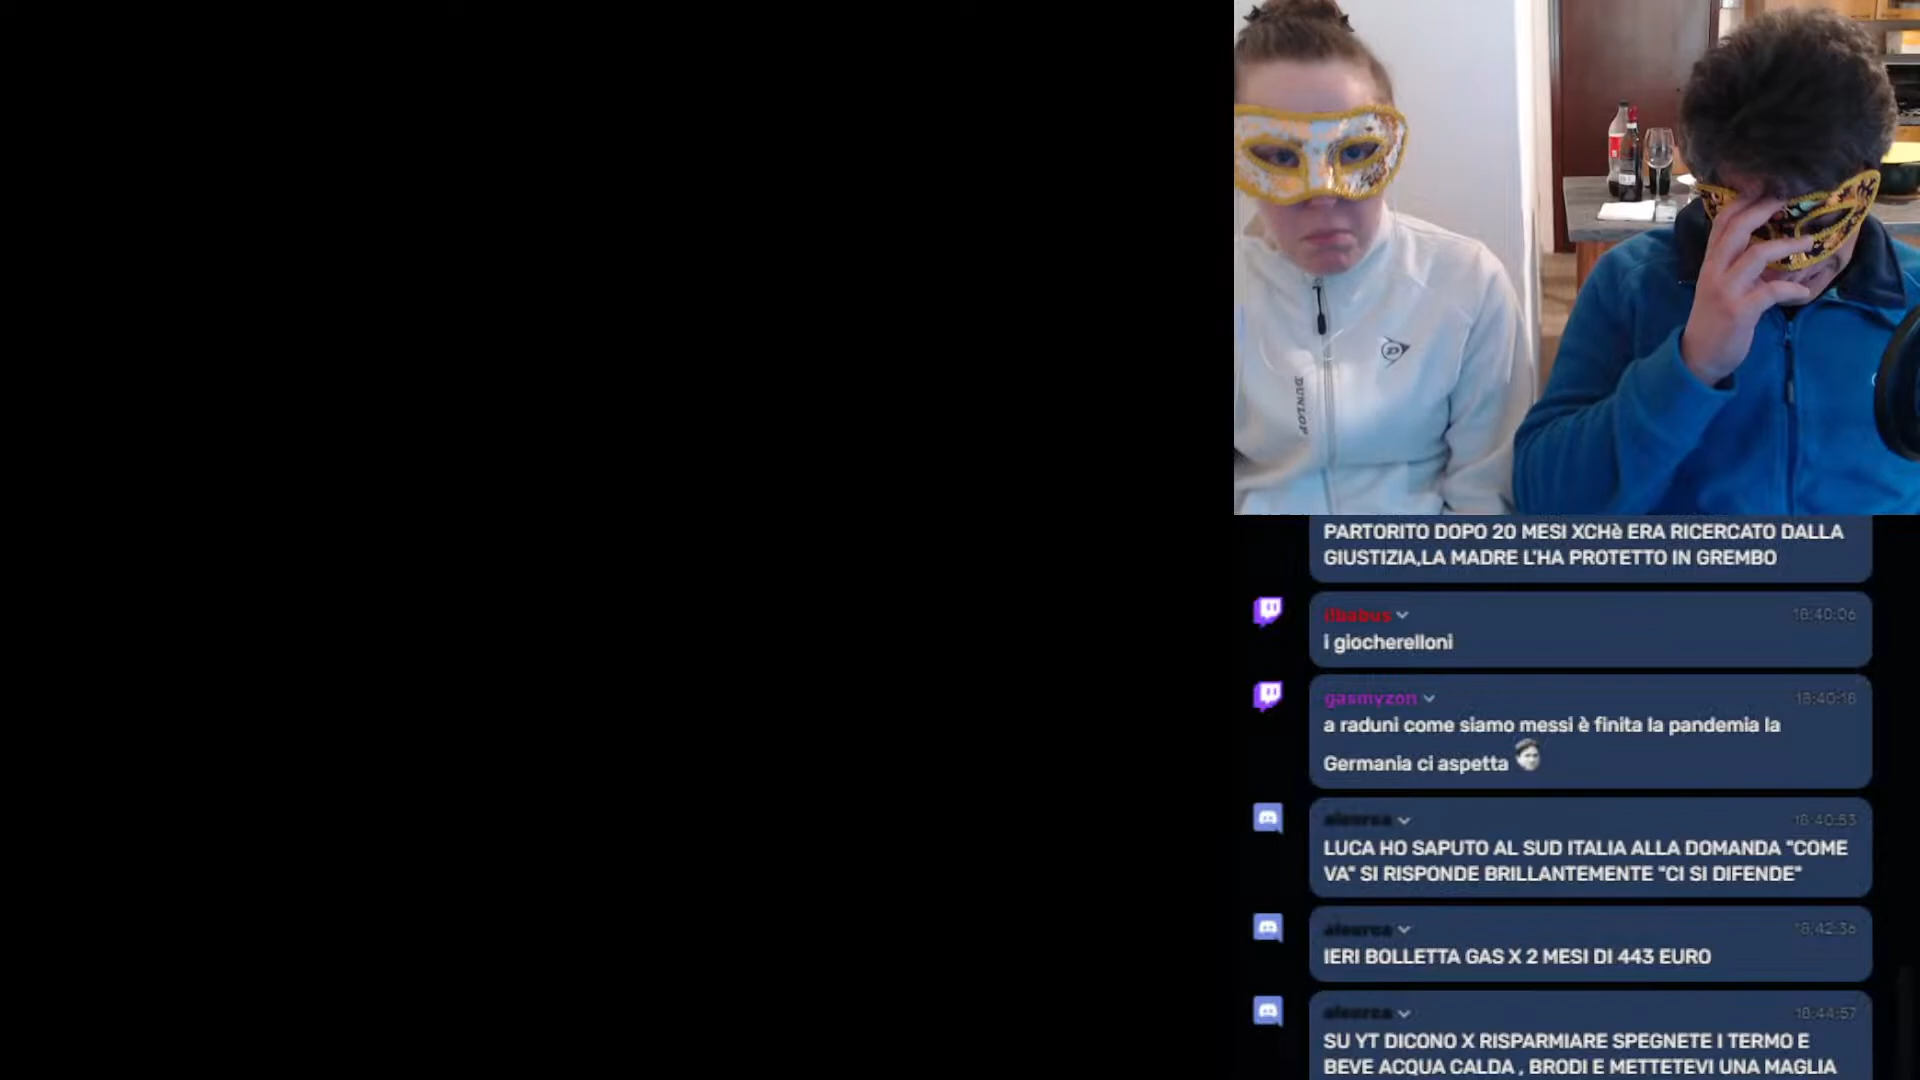 DUNLOP
PARTORITO DOPO 20 MESI XCHè ERA RICERCATO DALLA
GIUSTIZIA,LA MADRE L'HA PROTETTO IN GREMBO
ilbabus 18:40:06
i giocherelloni
gasmyzon 18:40:18
a raduni come siamo messi è finita la pandemia la
Germania ci aspetta
18:40:53
LUCA HO SAPUTO AL SUD ITALIA ALLA DOMANDA "COME
VA" SI RISPONDE BRILLANTEMENTE "CI SI DIFENDE"
18:42:36
IERI BOLLETTA GAS X 2 MESI DI 443 EURO
18:44:57
SU YT DICONO X RISPARMIARE SPEGNETE I TERMO E
BEVE ACQUA CALDA , BRODI E METTETEVI UNA MAGLIA